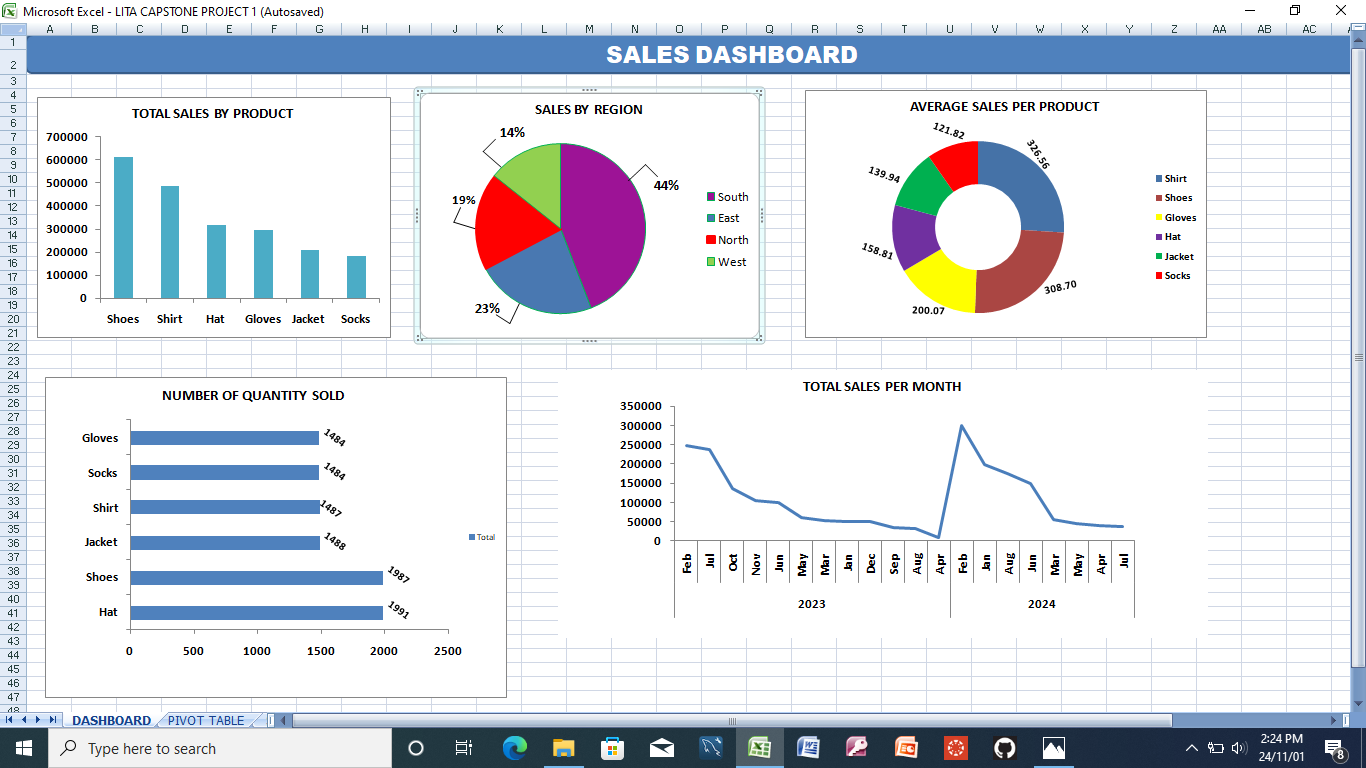 Microsoft Excel - LITA CAPSTONE PROJECT 1 (Autosaved)
A B C D E F G H I J K L M N O P Q R S T U V W X Y Z AA AB AC
1
2
3
4
5
6
7
8
9
10
11
12
13
14
15
16
17
18
19
20
21
22
23
24
25
26
27
28
29
30
31
32
33
34
35
36
37
38
39
40
41
42
43
44
45
46
47
48
SALES DASHBOARD
TOTAL SALES BY PRODUCT
700000
600000
500000
400000
300000
200000
100000
0
Shoes Shirt Hat Gloves Jacket Socks
SALES BY REGION
14%
44%
19%
23%
South
East
North
West
AVERAGE SALES PER PRODUCT
121.82
326.56
139.94
158.81
308.70
200.07
Shirt
Shoes
Gloves
Hat
Jacket
Socks
NUMBER OF QUANTITY SOLD
Gloves 1484
Socks 1484
Shirt 1487
Jacket 1488
Shoes 1987
Hat 1991
0 500 1000 1500 2000 2500
Total
TOTAL SALES PER MONTH
350000
300000
250000
200000
150000
100000
50000
0
Feb Jul Oct Nov Jun May Mar Jan Dec Sep Aug Apr Feb Jan Aug Jun Mar May Apr Jul
2023 2024
DASHBOARD PIVOT TABLE
Type here to search
2:24 PM
24/11/01
8